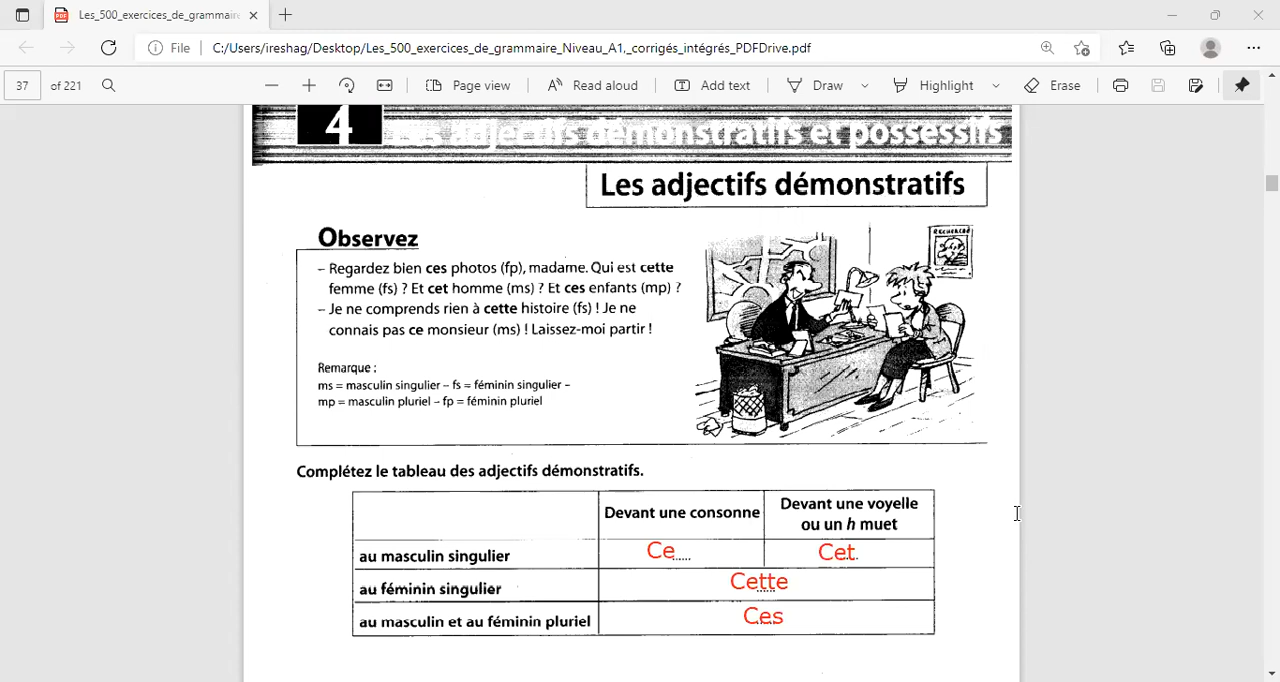 Les_500_exercices_de_grammaire
File
C:/Users/ireshag/Desktop/Les_500_exercices_de_grammaire_Niveau_A1,_corrigés_intégrés_PDFDrive.pdf
37 of 221
Page view
Read aloud
Add text
Draw
Highlight
Erase
4 adjectifs démonstratifs et possessifs
Les adjectifs démonstratifs
Observez
– Regardez bien ces photos (fp), madame. Qui est cette
femme (fs) ? Et cet homme (ms) ? Et ces enfants (mp) ?
– Je ne comprends rien à cette histoire (fs) ! Je ne
connais pas ce monsieur (ms) ! Laissez-moi partir !
Remarque :
ms = masculin singulier – fs = féminin singulier –
mp = masculin pluriel – fp = féminin pluriel
RECHERCHÉ
Complétez le tableau des adjectifs démonstratifs.
Devant une consonne
Devant une voyelle
ou un h muet
au masculin singulier
Ce.....
Cet
au féminin singulier
Cette
au masculin et au féminin pluriel
Ces